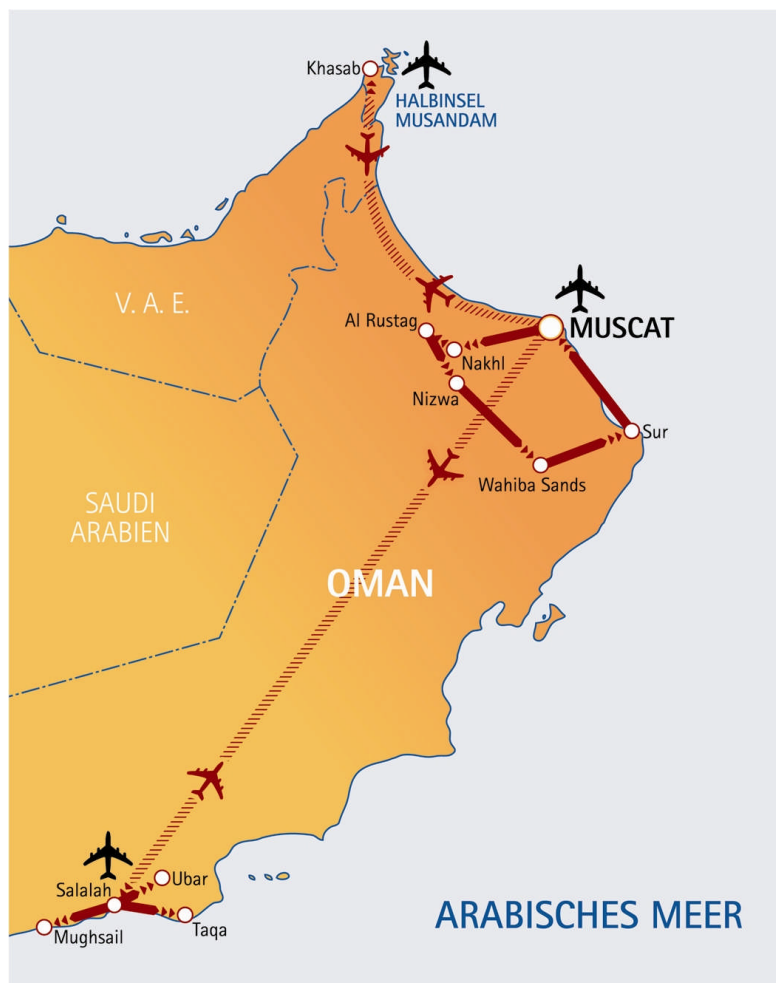 Khasab
HALBINSEL
MUSANDAM
V. A. E.
Al Rustag
MUSCAT
Nakhl
Nizwa
Sur
Wahiba Sands
SAUDI
ARABIEN
OMAN
Ubar
Salalah
Taqa
Mughsail
ARABISCHES MEER